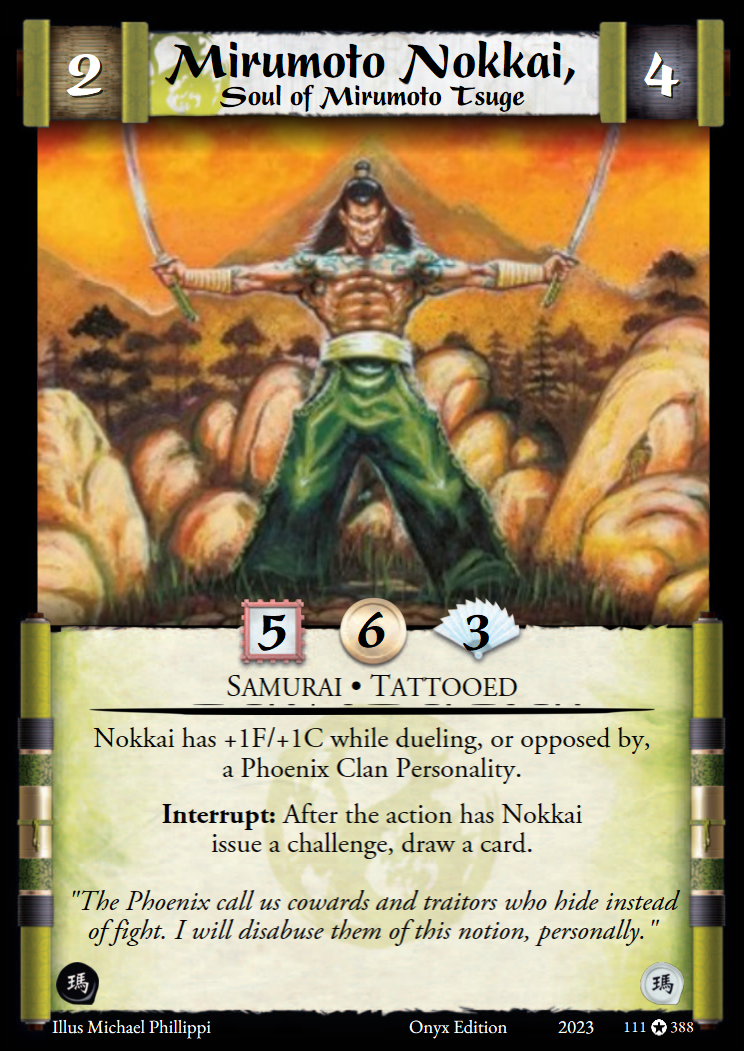 2
Mirumoto Nokkai,
Soul of Mirumoto Tsuge
4
5
6
3
SAMURAI • TATTOOED
Nokkai has +1F/+1C while dueling, or opposed by,
a Phoenix Clan Personality.
Interrupt: After the action has Nokkai
issue a challenge, draw a card.
"The Phoenix call us cowards and traitors who hide instead
of fight. I will disabuse them of this notion, personally."
瑪
瑪
Illus Michael Phillippi
Onyx Edition
2023
111 ✪ 388